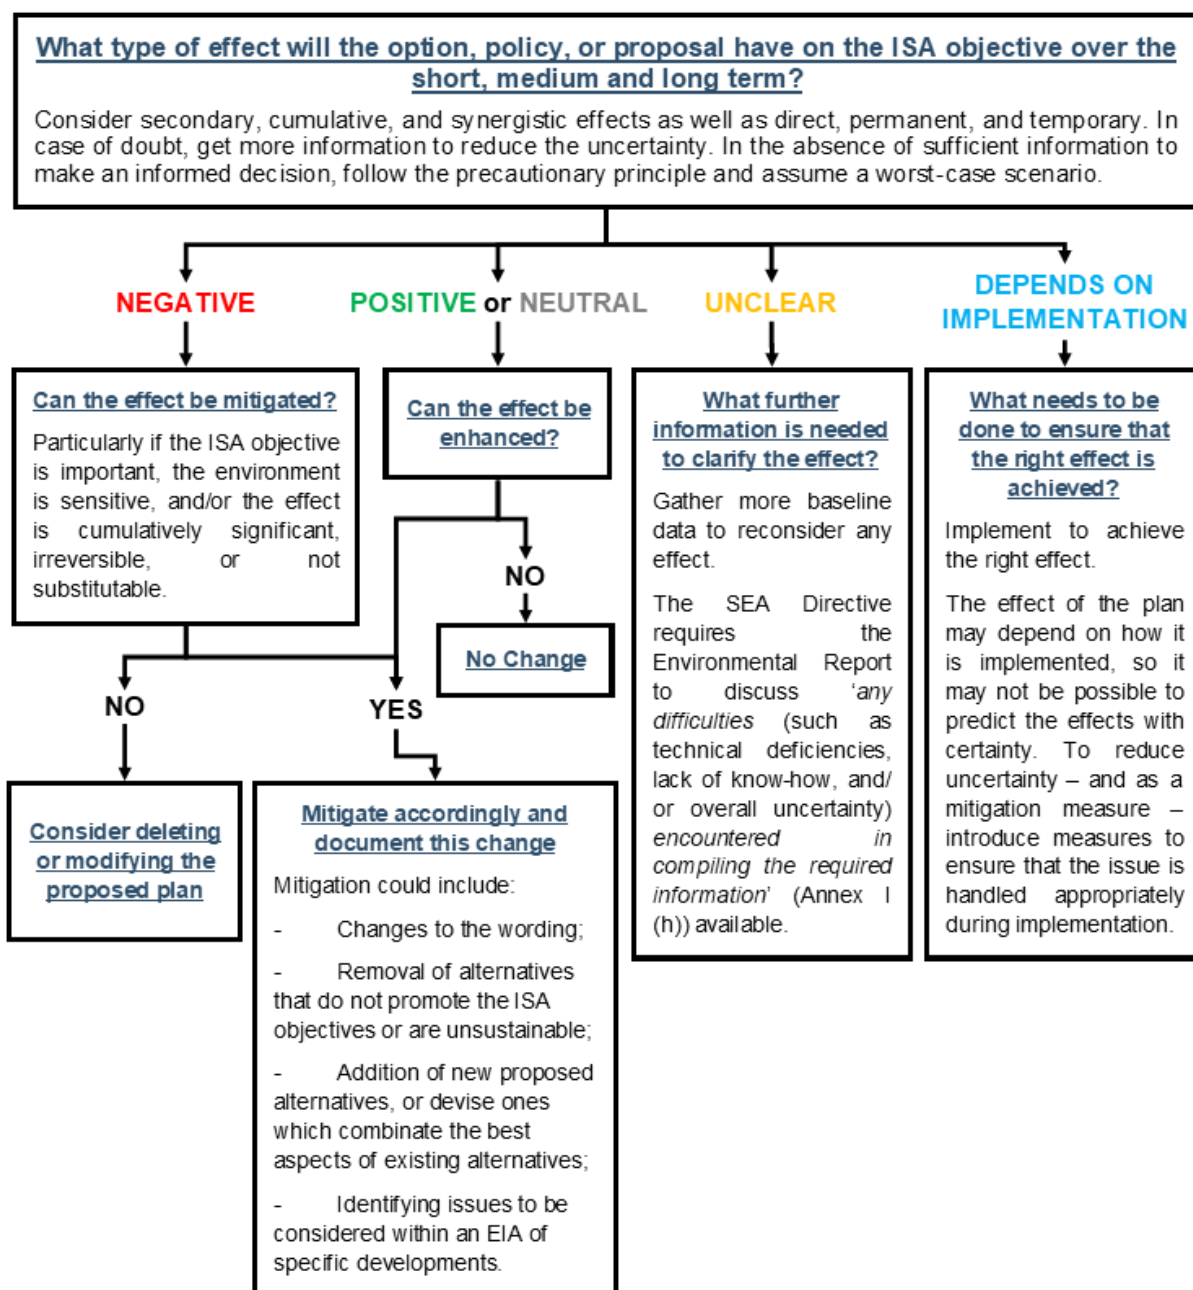 What type of effect will the option, policy, or proposal have on the ISA objective over the
short, medium and long term?
Consider secondary, cumulative, and synergistic effects as well as direct, permanent, and temporary. In
case of doubt, get more information to reduce the uncertainty. In the absence of sufficient information to
make an informed decision, follow the precautionary principle and assume a worst-case scenario.
NEGATIVE
POSITIVE or NEUTRAL
UNCLEAR
DEPENDS ON
IMPLEMENTATION
Can the effect be mitigated?
Particularly if the ISA objective
is important, the environment
is sensitive, and/or the effect
is cumulatively significant,
irreversible, or not
substitutable.
Can the effect be
enhanced?
What further
information is needed
to clarify the effect?
Gather more baseline
data to reconsider any
effect.
The SEA Directive
requires the
Environmental Report
to discuss ‘any
difficulties (such as
technical deficiencies,
lack of know-how, and/
or overall uncertainty)
encountered in
compiling the required
information’ (Annex I
(h)) available.
What needs to be
done to ensure that
the right effect is
achieved?
Implement to achieve
the right effect.
The effect of the plan
may depend on how it
is implemented, so it
may not be possible to
predict the effects with
certainty. To reduce
uncertainty – and as a
mitigation measure –
introduce measures to
ensure that the issue is
handled appropriately
during implementation.
NO
No Change
NO
YES
Consider deleting
or modifying the
proposed plan
Mitigate accordingly and
document this change
Mitigation could include:
- Changes to the wording;
- Removal of alternatives
that do not promote the ISA
objectives or are unsustainable;
- Addition of new proposed
alternatives, or devise ones
which combinate the best
aspects of existing alternatives;
- Identifying issues to be
considered within an EIA of
specific developments.